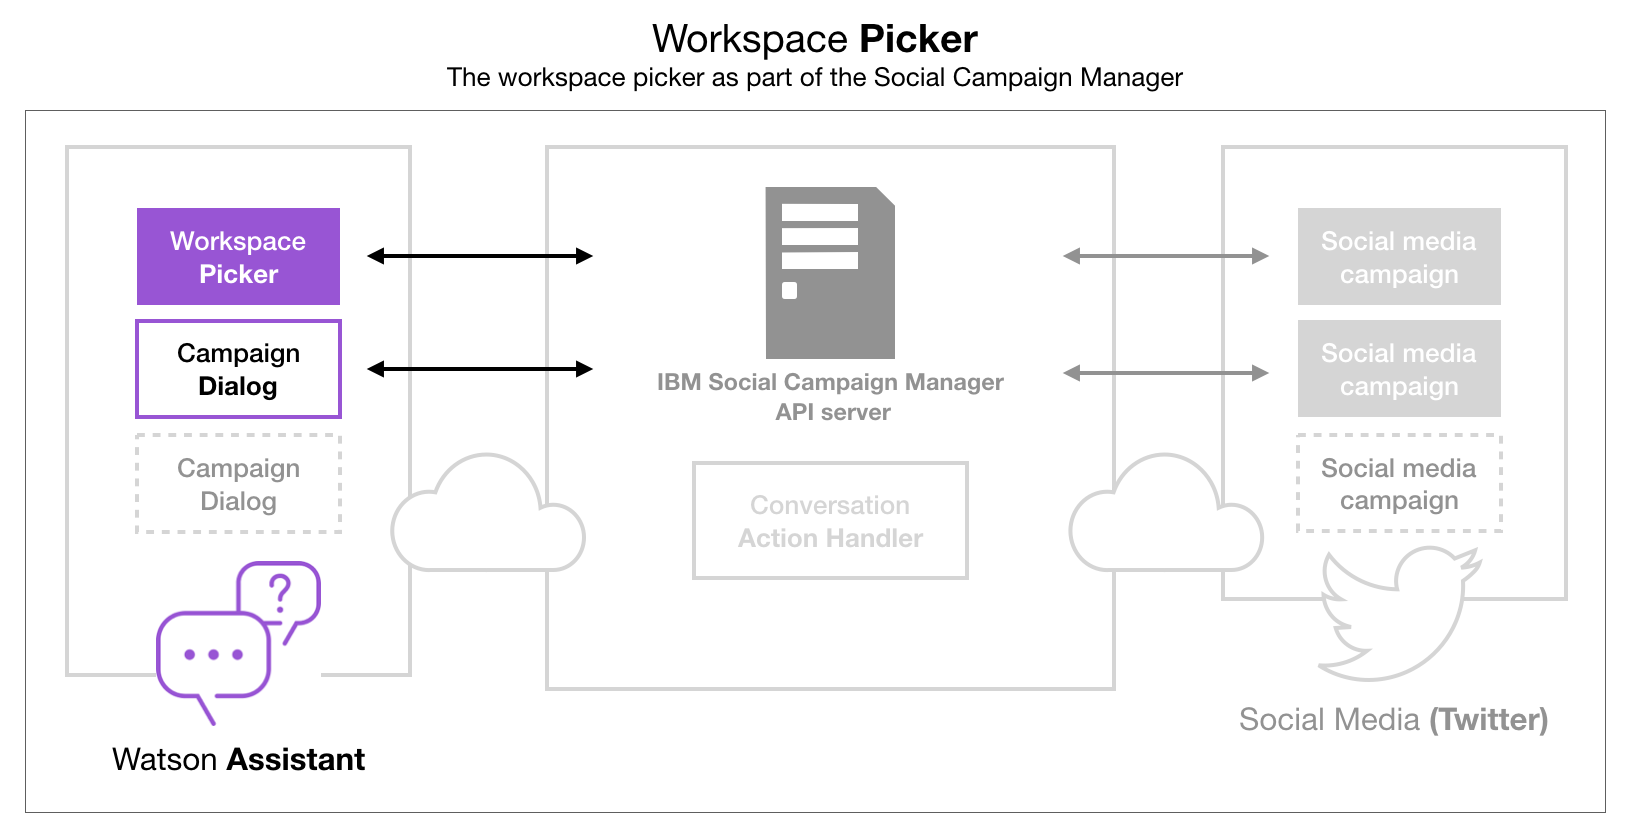 Workspace Picker
The workspace picker as part of the Social Campaign Manager
Workspace
Picker
Campaign
Dialog
Campaign
Dialog
?
Watson Assistant
IBM Social Campaign Manager
API server
Conversation
Action Handler
Social media
campaign
Social media
campaign
Social media
campaign
Social Media (Twitter)